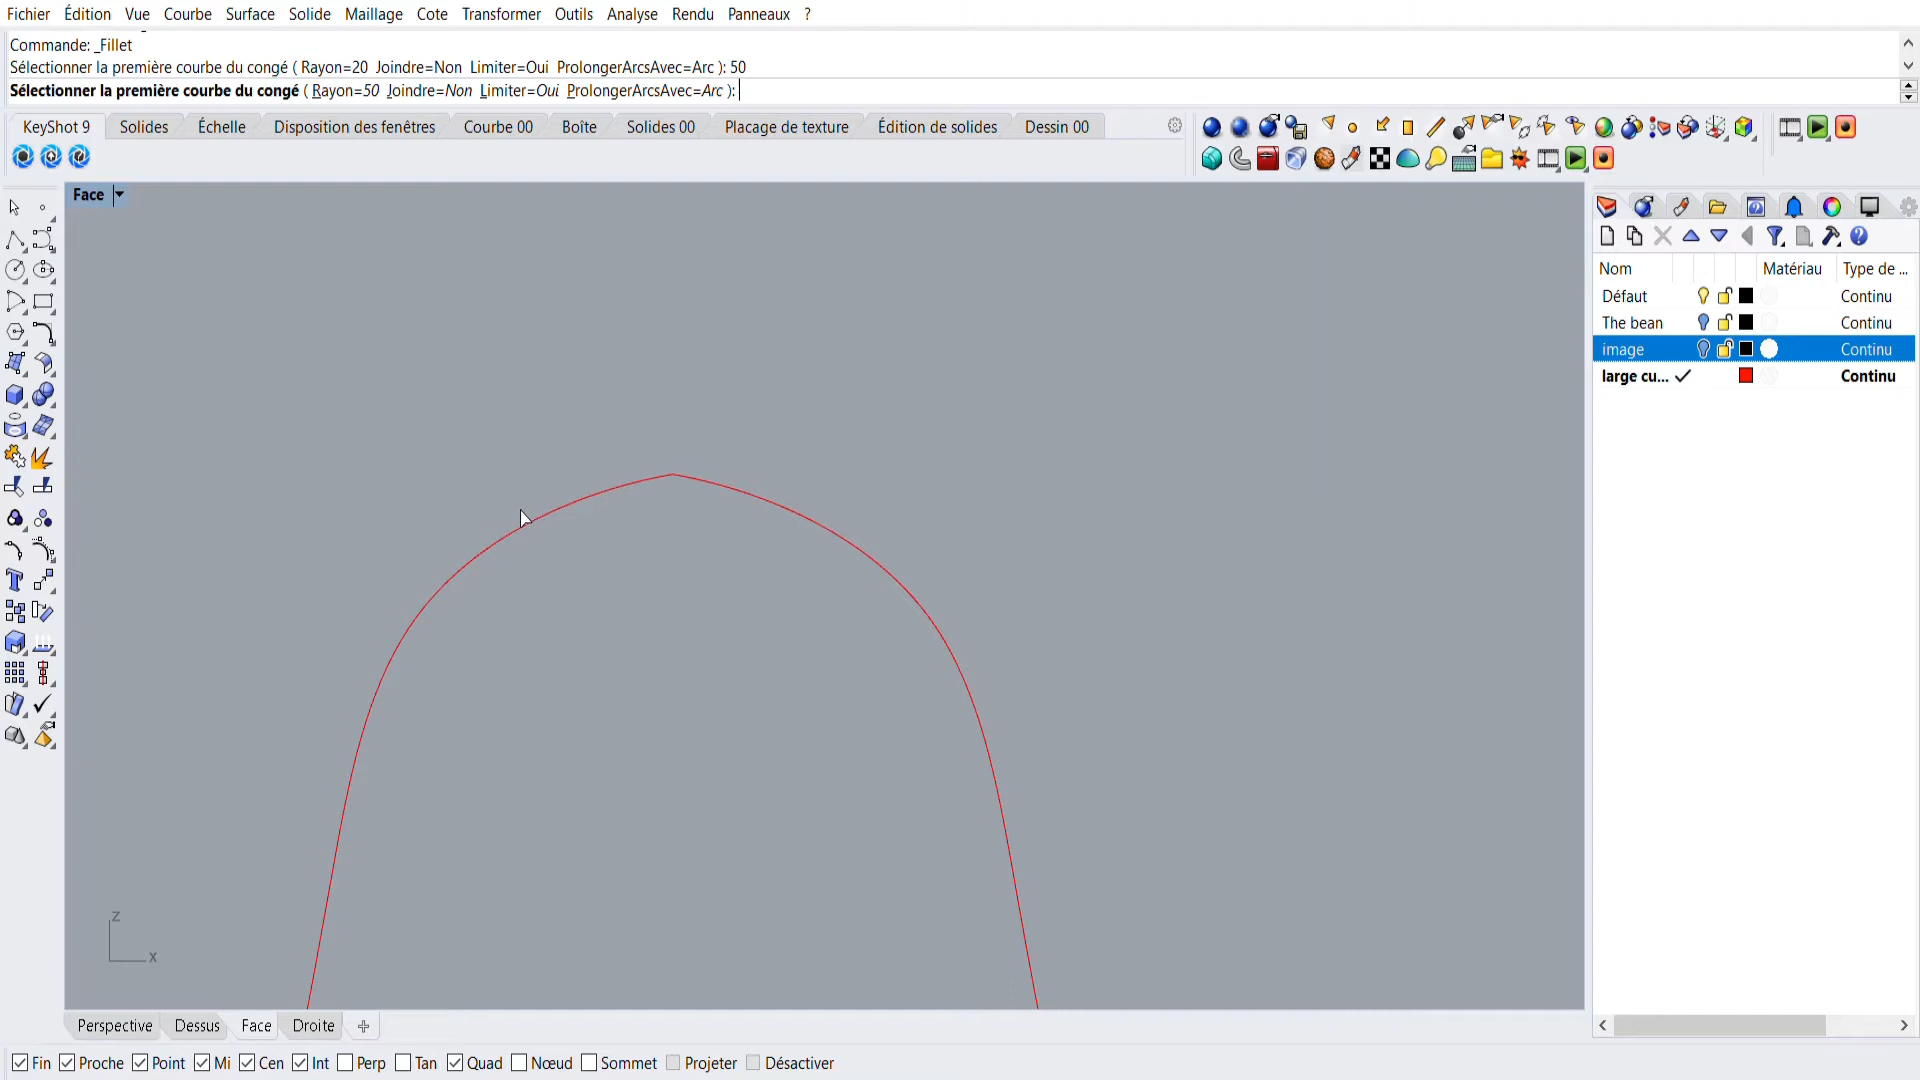 Fichier Édition Vue Courbe Surface Solide Maillage Cote Transformer Outils Analyse Rendu Panneaux ?
Commande: _Fillet
Sélectionner la première courbe du congé ( Rayon=20 Joindre=Non Limiter=Oui ProlongerArcsAvec=Arc ): 50
Sélectionner la première courbe du congé ( Rayon=50 Joindre=Non Limiter=Oui ProlongerArcsAvec=Arc ):
KeyShot 9 Solides Échelle Disposition des fenêtres Courbe 00 Boîte Solides 00 Placage de texture Édition de solides Dessin 00
Face
Nom Matériau Type de ...
Défaut Continu
The bean Continu
image Continu
large cu... Continu
z
x
Perspective Dessus Face Droite
Fin Proche Point Mi Cen Int Perp Tan Quad Nœud Sommet Projeter Désactiver